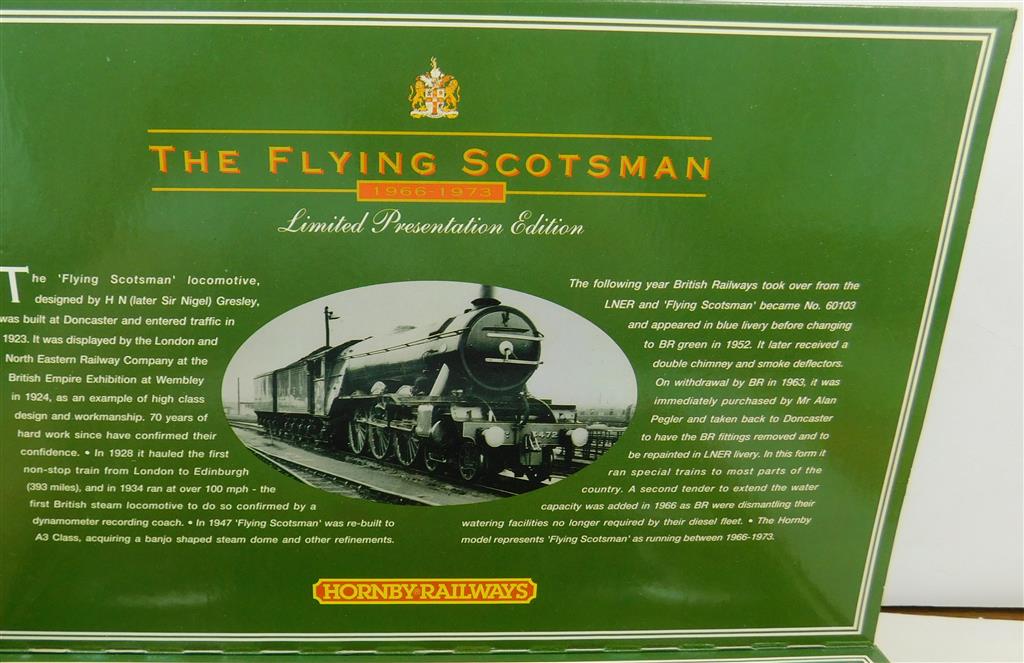 THE FLYING SCOTSMAN
1966-1973
Limited Presentation Edition
The 'Flying Scotsman' locomotive,
designed by H N (later Sir Nigel) Gresley,
was built at Doncaster and entered traffic in
1923. It was displayed by the London and
North Eastern Railway Company at the
British Empire Exhibition at Wembley
in 1924, as an example of high class
design and workmanship. 70 years of
hard work since have confirmed their
confidence. • In 1928 it hauled the first
non-stop train from London to Edinburgh
(393 miles), and in 1934 ran at over 100 mph - the
first British steam locomotive to do so confirmed by a
dynamometer recording coach. • In 1947 'Flying Scotsman' was re-built to
A3 Class, acquiring a banjo shaped steam dome and other refinements.
The following year British Railways took over from the
LNER and 'Flying Scotsman' became No. 60103
and appeared in blue livery before changing
to BR green in 1952. It later received a
double chimney and smoke deflectors.
On withdrawal by BR in 1963, it was
immediately purchased by Mr Alan
Pegler and taken back to Doncaster
to have the BR fittings removed and to
be repainted in LNER livery. In this form it
ran special trains to most parts of the
country. A second tender to extend the water
capacity was added in 1966 as BR were dismantling their
watering facilities no longer required by their diesel fleet. • The Hornby
model represents 'Flying Scotsman' as running between 1966-1973.
4472
HORNBY RAILWAYS